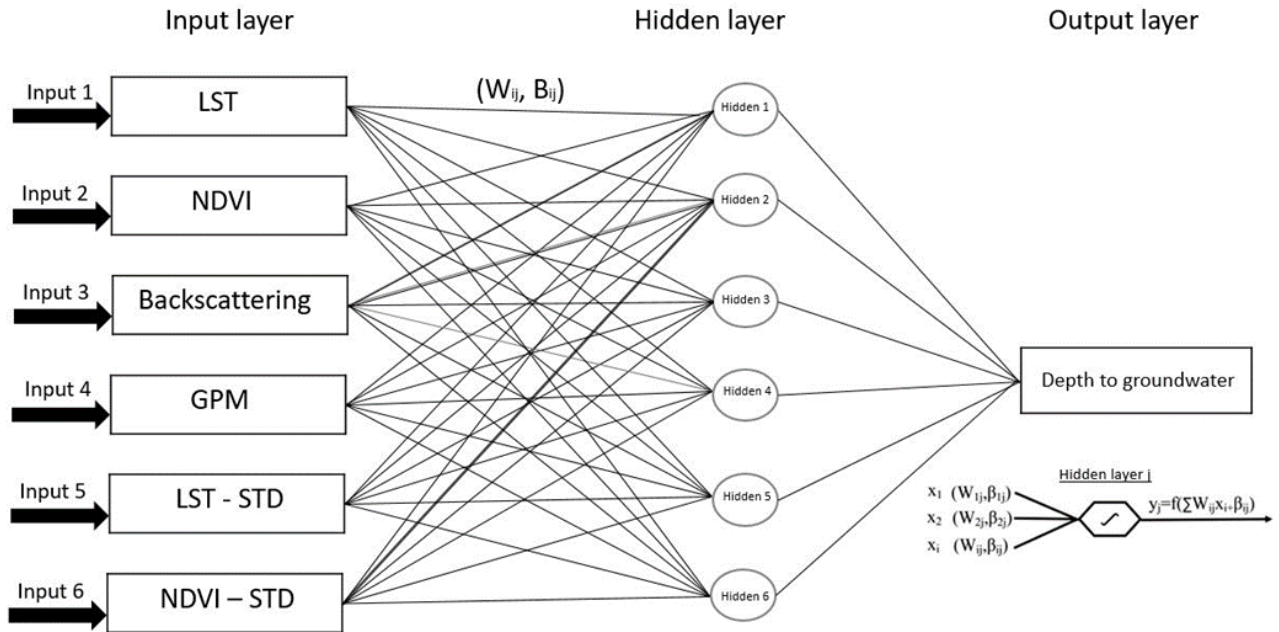 Input layer
Hidden layer
Output layer
Input 1
LST
(Wij, Bij)
Hidden 1
Input 2
NDVI
Hidden 2
Input 3
Backscattering
Hidden 3
Input 4
GPM
Hidden 4
Depth to groundwater
Input 5
LST - STD
Hidden 5
Input 6
NDVI – STD
Hidden 6
Hidden layer j
x1 (W1j,β1j)
x2 (W2j,β2j)
xi (Wij,βij)
yj=f(∑Wijxi+βij)